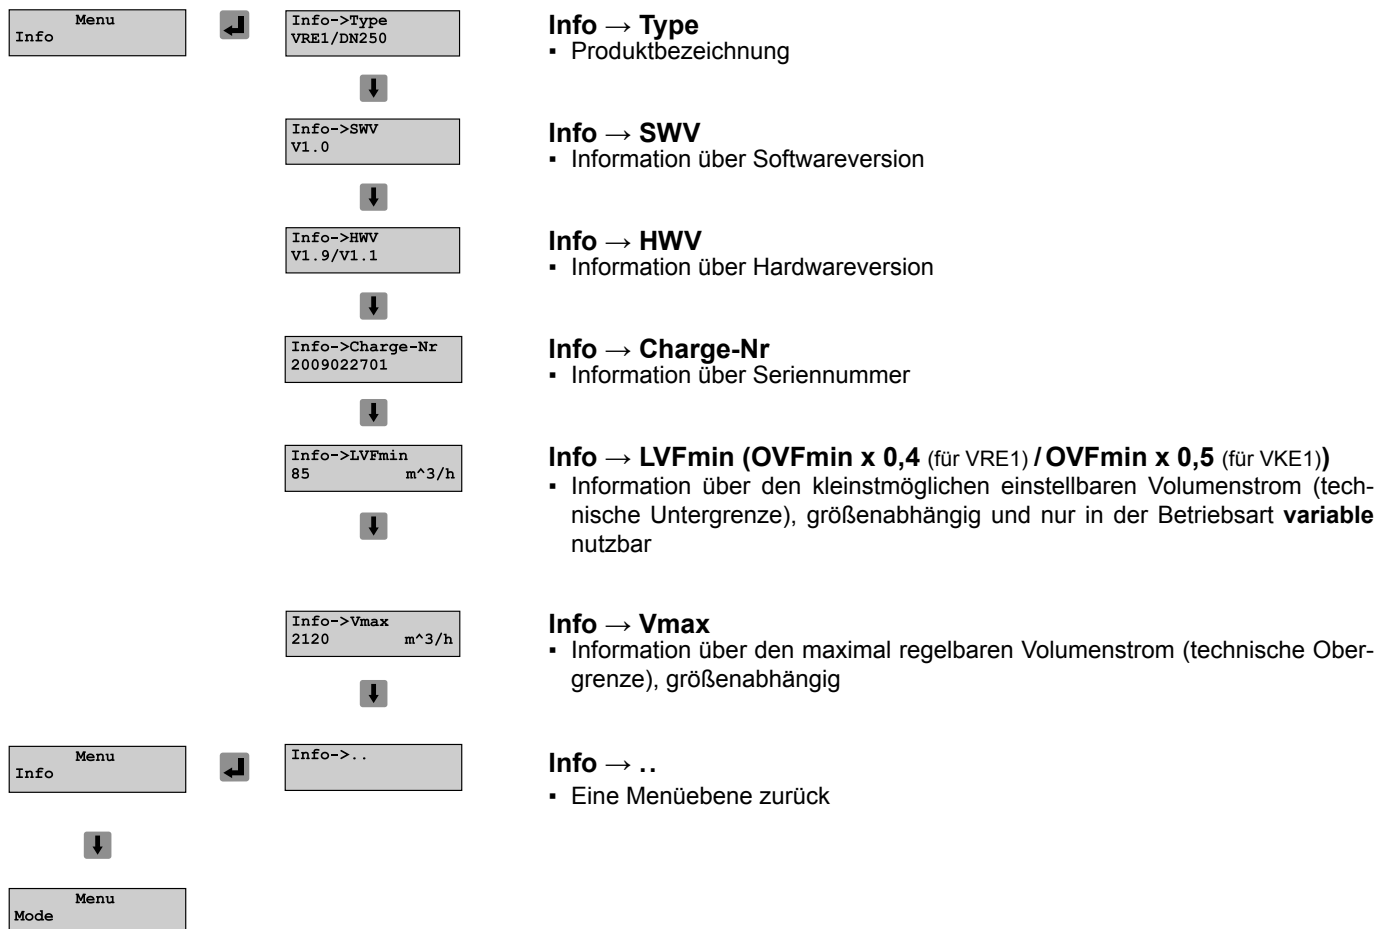 Menu
Info
Info->Type
VRE1/DN250
Info → Type
▪ Produktbezeichnung
Info->SWV
V1.0
Info → SWV
▪ Information über Softwareversion
Info->HWV
V1.9/V1.1
Info → HWV
▪ Information über Hardwareversion
Info->Charge-Nr
2009022701
Info → Charge-Nr
▪ Information über Seriennummer
Info->LVFmin
85 m^3/h
Info → LVFmin (OVFmin x 0,4 (für VRE1) / OVFmin x 0,5 (für VKE1))
▪ Information über den kleinstmöglichen einstellbaren Volumenstrom (tech-
nische Untergrenze), größenabhängig und nur in der Betriebsart variable
nutzbar
Info->Vmax
2120 m^3/h
Info → Vmax
▪ Information über den maximal regelbaren Volumenstrom (technische Ober-
grenze), größenabhängig
Menu
Info
Info->..
Info → ..
▪ Eine Menüebene zurück
Menu
Mode